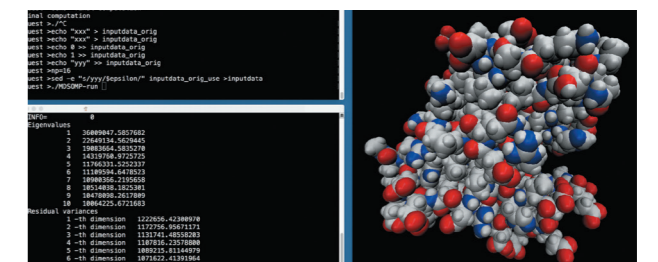 inal computation
uest >./^C
uest >echo "xxx" > inputdata_orig
uest >echo "xxx" > inputdata_orig
uest >echo 0 >> inputdata_orig
uest >echo 1 >> inputdata_orig
uest >echo "yyy" >> inputdata_orig
uest >np=16
uest >sed -e "s/yyy/$epsilon/" inputdata_orig_use >inputdata
uest >./MDSOMP-run
INFO= 0
Eigenvalues
1 36009047.5857682
2 22649134.5629445
3 19083664.5835270
4 14319760.9725725
5 11766331.5252337
6 11109594.6478523
7 10900366.2195658
8 10514038.1825301
9 10478098.2617809
10 10064225.6721683
Residual variances
1 -th dimension 1222656.42300970
2 -th dimension 1172756.95671171
3 -th dimension 1131741.48558203
4 -th dimension 1107816.23578800
5 -th dimension 1089215.81144979
6 -th dimension 1071622.41391964